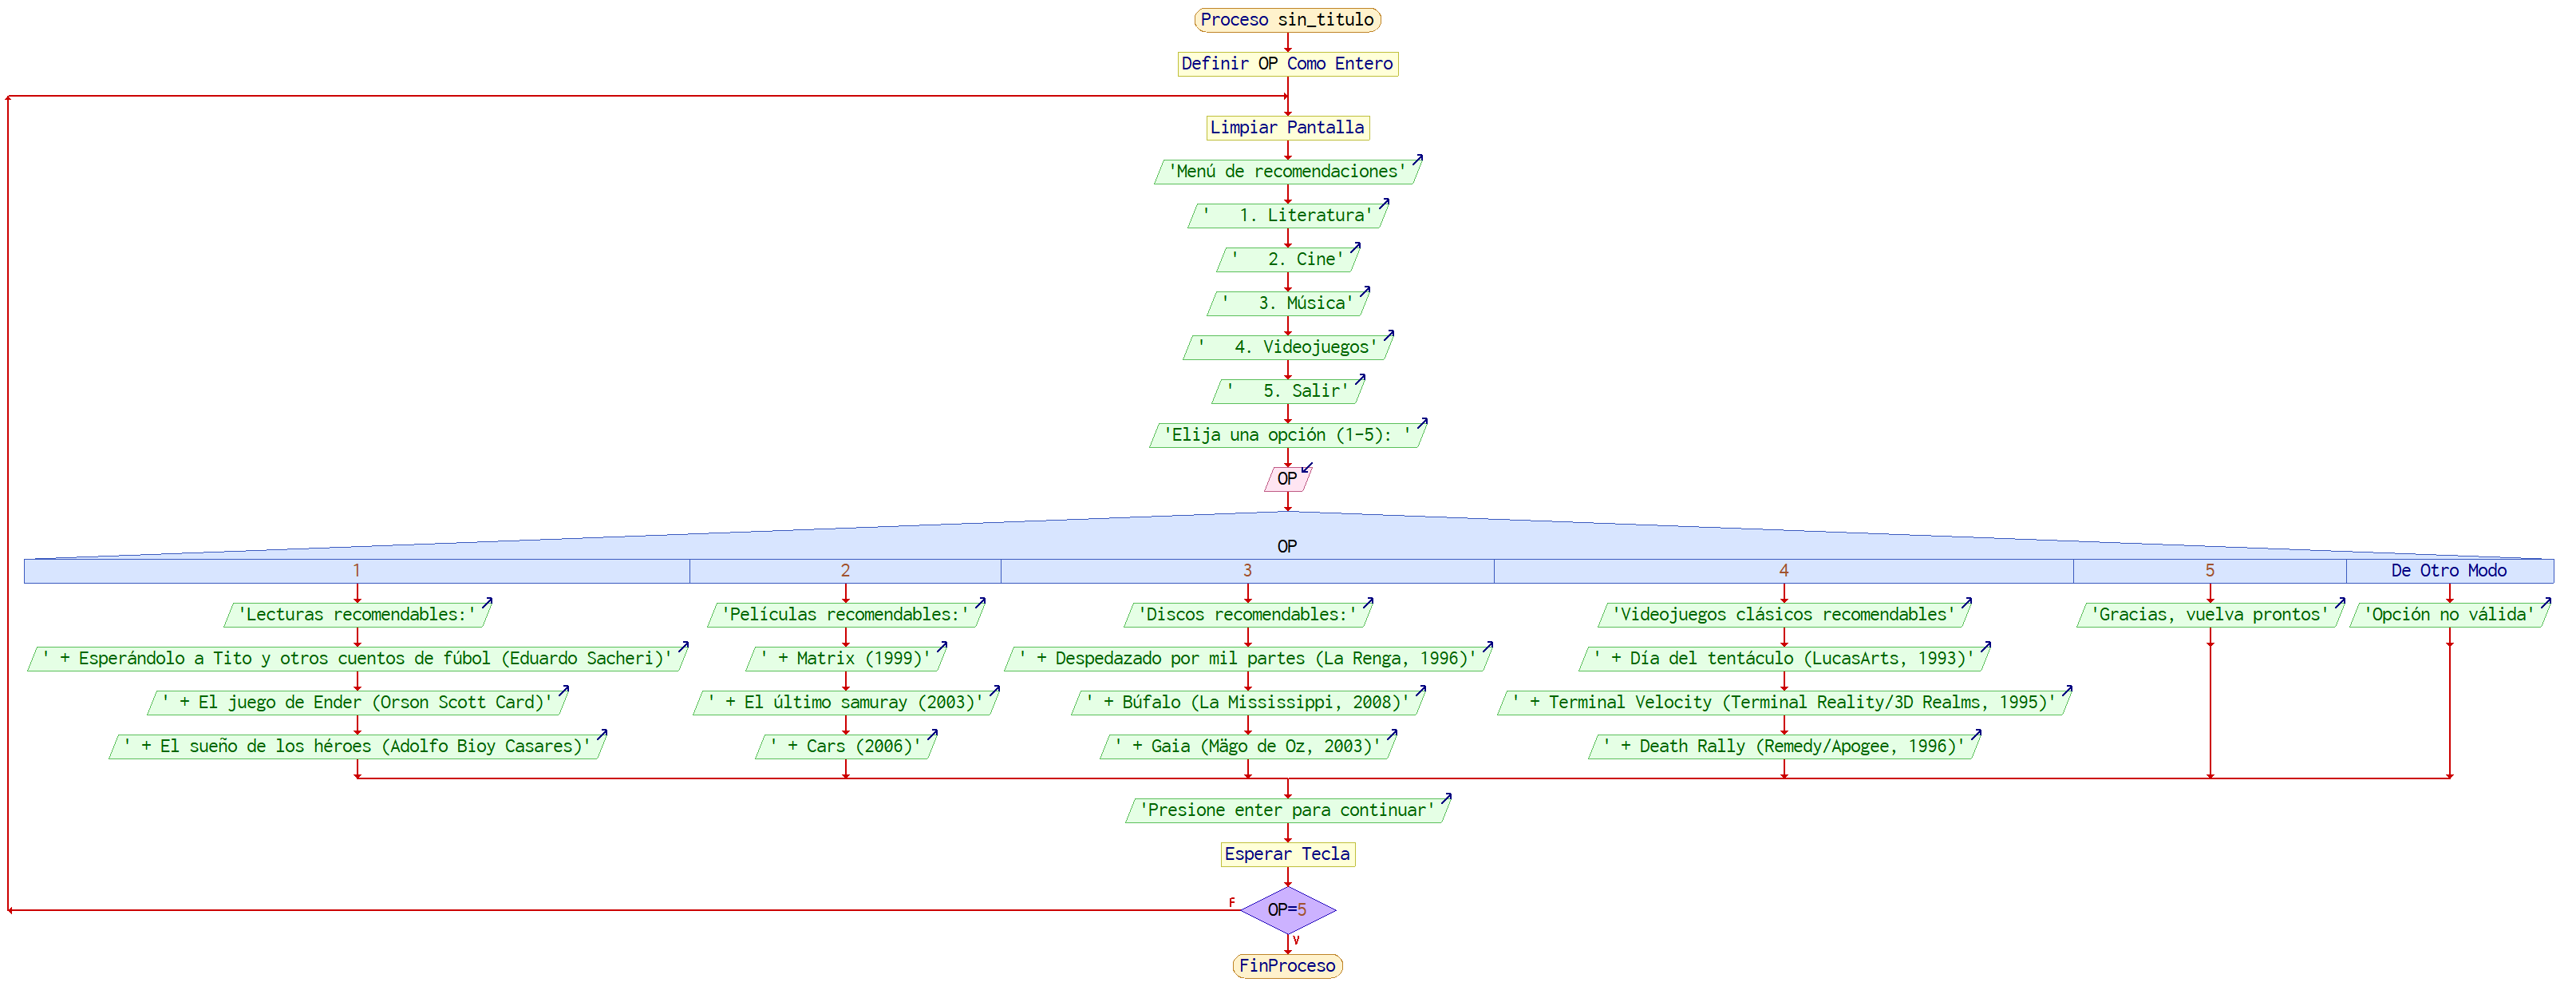 Proceso sin_titulo
Definir OP Como Entero
Limpiar Pantalla
'Menú de recomendaciones'
'   1. Literatura'
'   2. Cine'
'   3. Música'
'   4. Videojuegos'
'   5. Salir'
'Elija una opción (1-5): '
OP
OP
1 2 3 4 5 De Otro Modo
'Lecturas recomendables:' 'Películas recomendables:' 'Discos recomendables:' 'Videojuegos clásicos recomendables' 'Gracias, vuelva prontos' 'Opción no válida'
' + Esperándolo a Tito y otros cuentos de fúbol (Eduardo Sacheri)' ' + Matrix (1999)' ' + Despedazado por mil partes (La Renga, 1996)' ' + Día del tentáculo (LucasArts, 1993)'
' + El juego de Ender (Orson Scott Card)' ' + El último samuray (2003)' ' + Búfalo (La Mississippi, 2008)' ' + Terminal Velocity (Terminal Reality/3D Realms, 1995)'
' + El sueño de los héroes (Adolfo Bioy Casares)' ' + Cars (2006)' ' + Gaia (Mägo de Oz, 2003)' ' + Death Rally (Remedy/Apogee, 1996)'
'Presione enter para continuar'
Esperar Tecla
F
OP=5
V
FinProceso